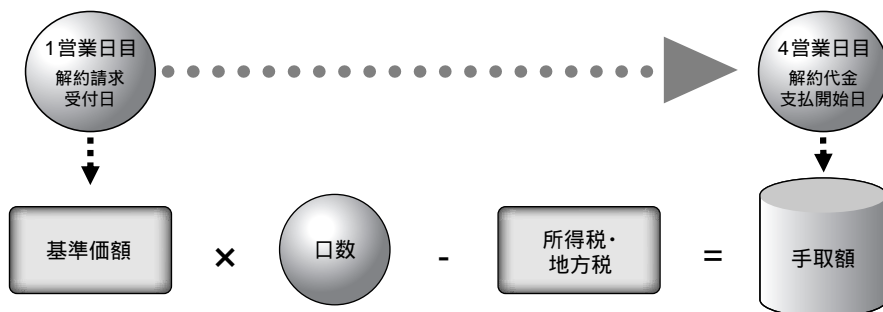 1営業日目
解約請求
受付日
4営業日目
解約代金
支払開始日
基準価額
×
口数
-
所得税・
地方税
=
手取額